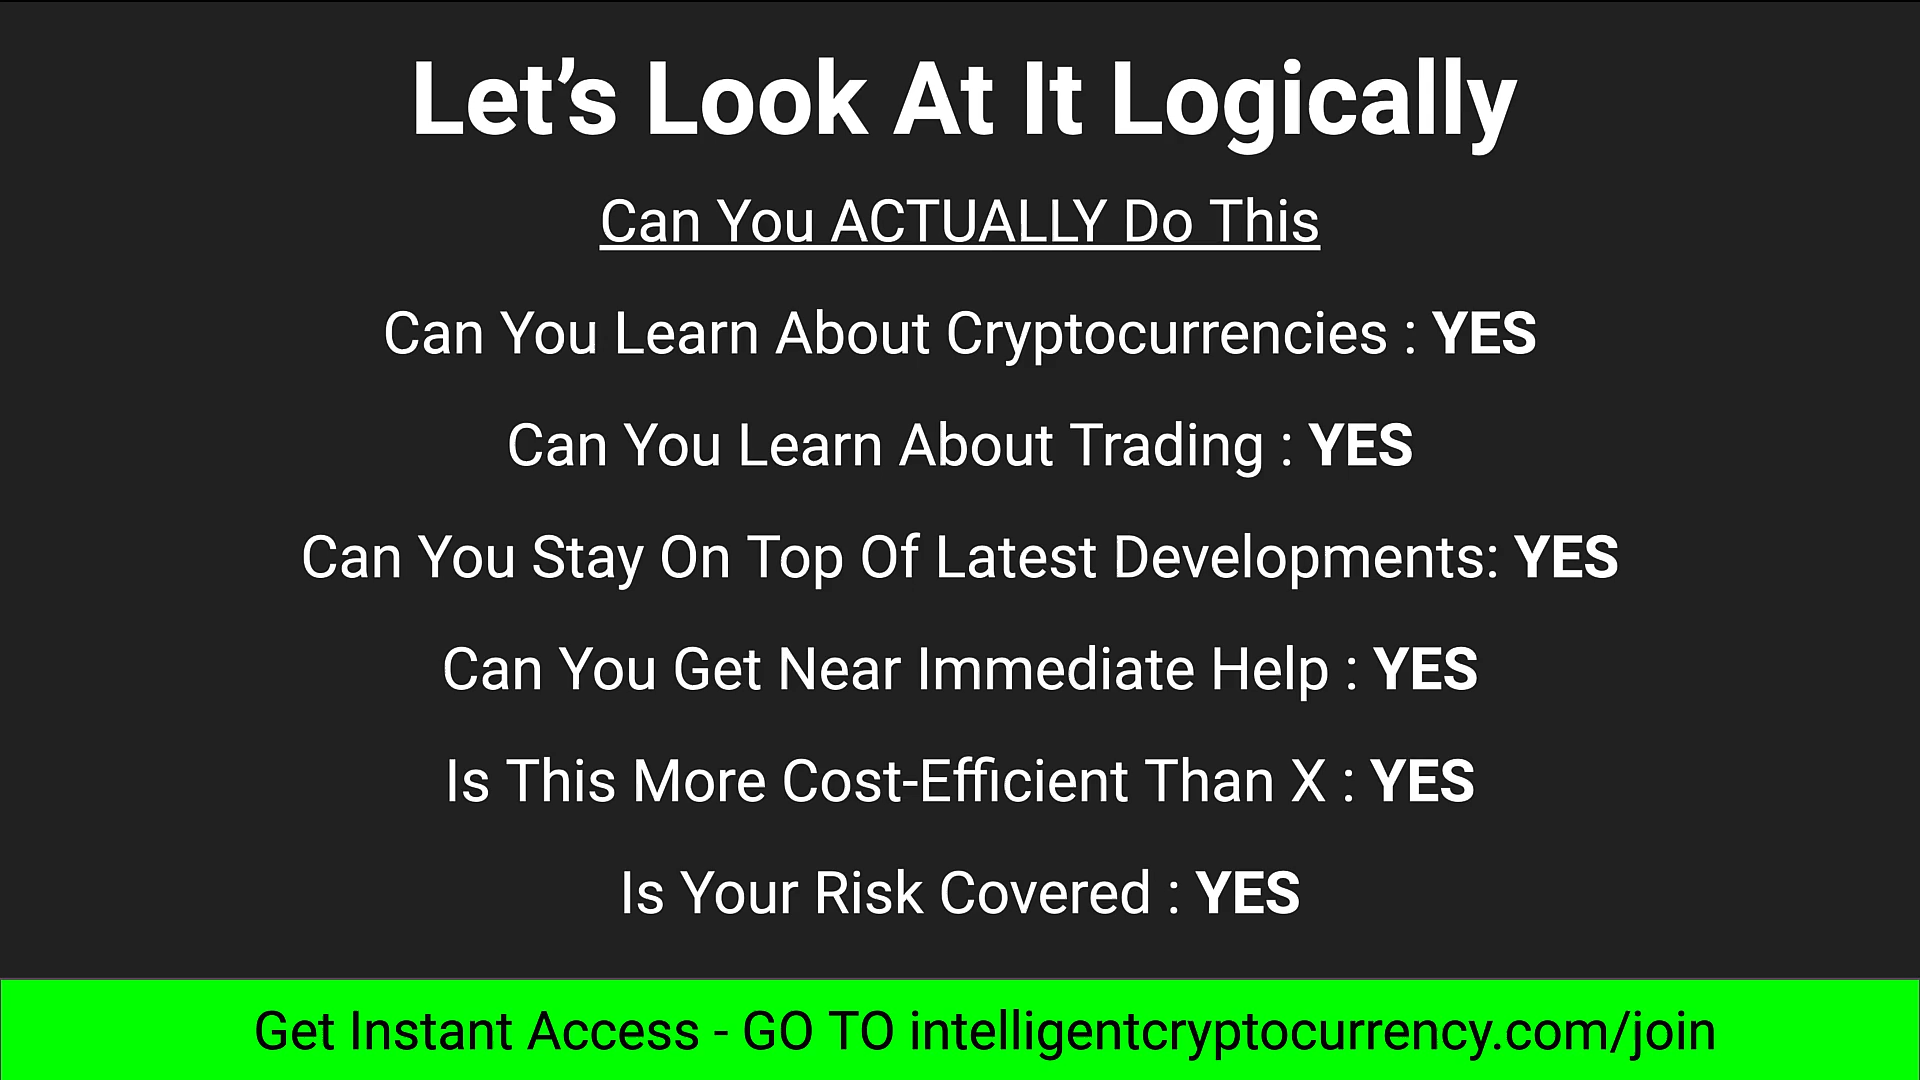 Let’s Look At It Logically
Can You ACTUALLY Do This
Can You Learn About Cryptocurrencies : YES
Can You Learn About Trading : YES
Can You Stay On Top Of Latest Developments: YES
Can You Get Near Immediate Help : YES
Is This More Cost-Efficient Than X : YES
Is Your Risk Covered : YES
Get Instant Access - GO TO intelligentcryptocurrency.com/join